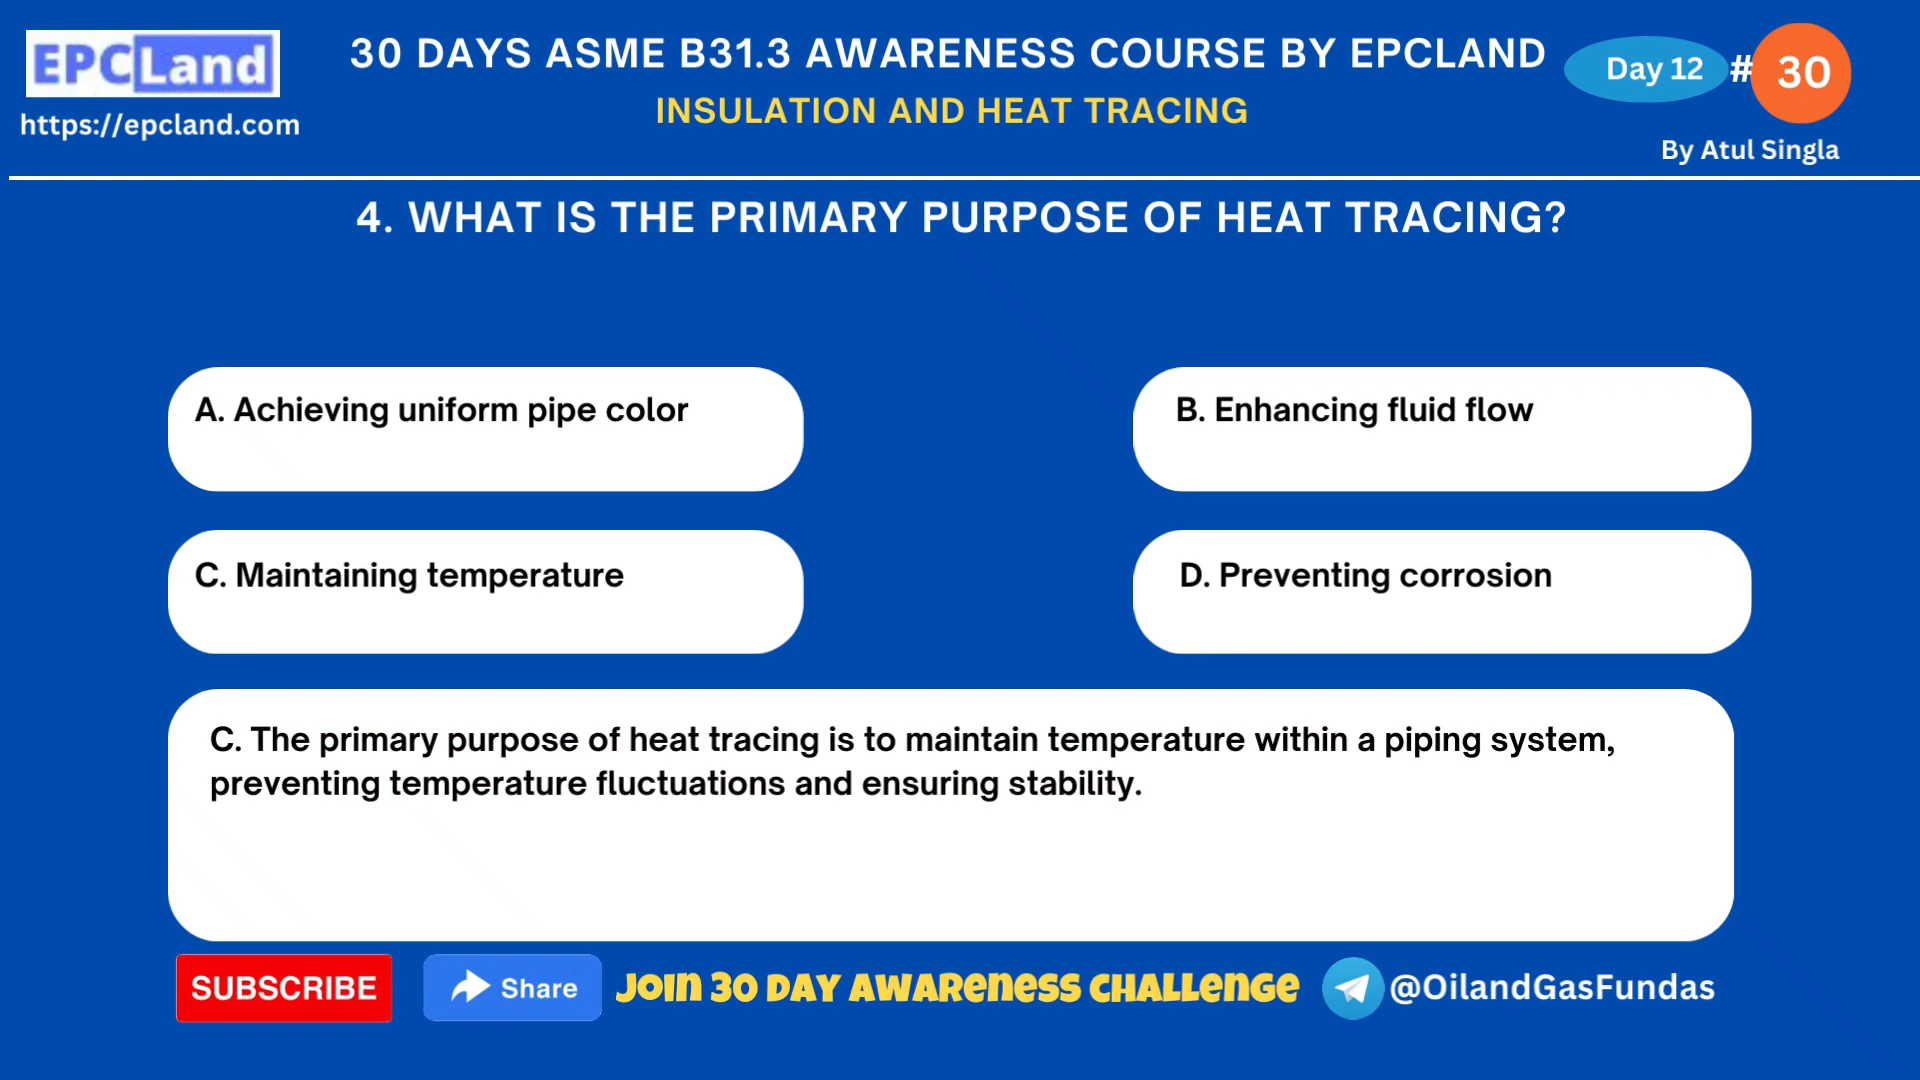 EPCLand
https://epcland.com
30 DAYS ASME B31.3 AWARENESS COURSE BY EPCLAND
INSULATION AND HEAT TRACING
Day 12 # 30
By Atul Singla
4. WHAT IS THE PRIMARY PURPOSE OF HEAT TRACING?
A. Achieving uniform pipe color
B. Enhancing fluid flow
C. Maintaining temperature
D. Preventing corrosion
C. The primary purpose of heat tracing is to maintain temperature within a piping system,
preventing temperature fluctuations and ensuring stability.
SUBSCRIBE
Share
JOIN 30 DAY AWARENESS CHALLENGE
@OilandGasFundas